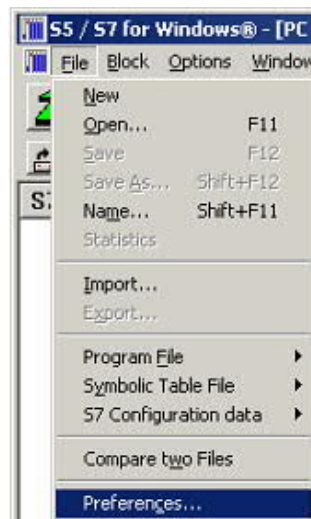 S5 / S7 for Windows® - [PC
File Block Options Window
S7
New
Open... F11
Save F12
Save As... Shift+F12
Name... Shift+F11
Statistics
Import...
Export...
Program File
Symbolic Table File
S7 Configuration data
Compare two Files
Preferences...